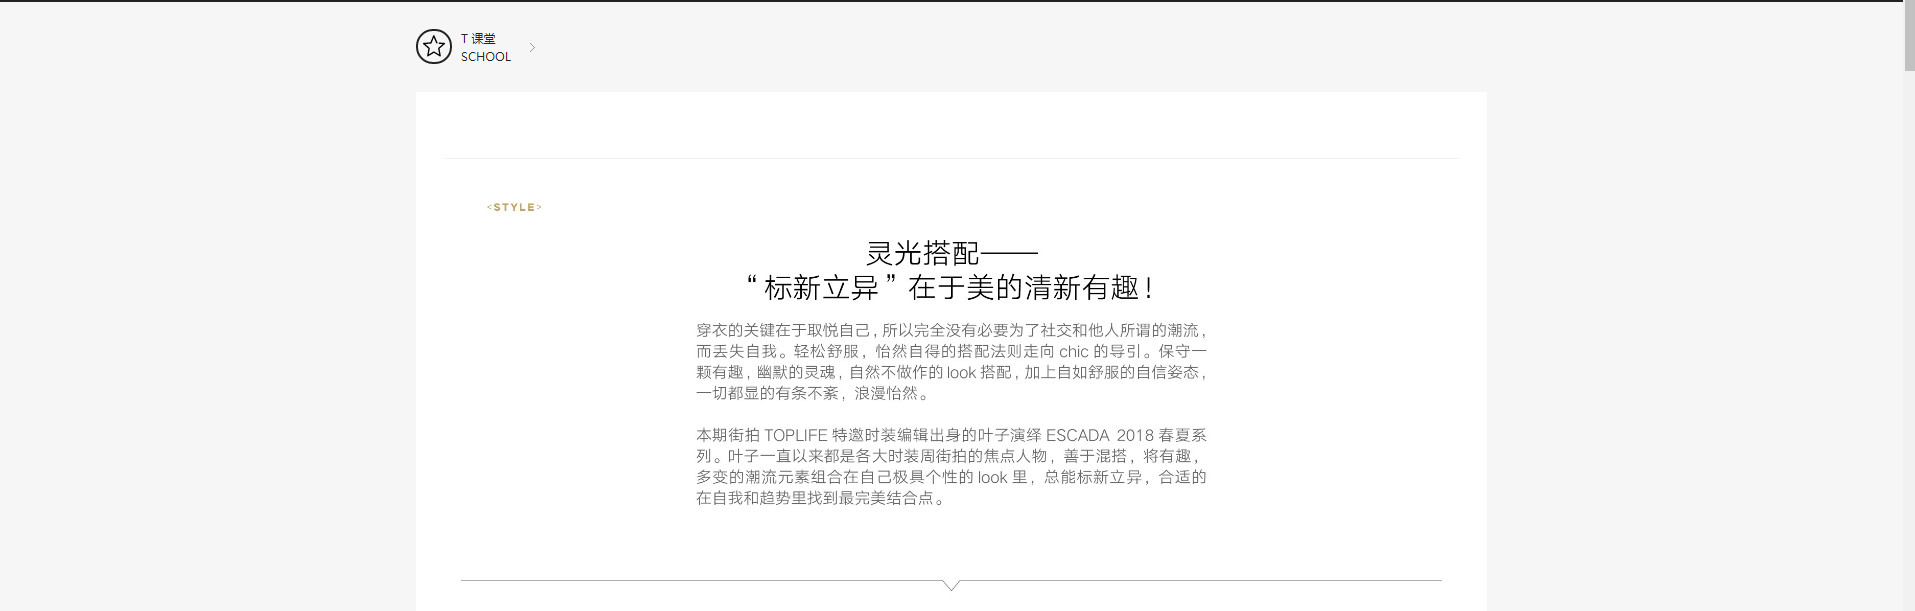 T 课堂
SCHOOL
<STYLE>
灵光搭配——
“标新立异”在于美的清新有趣！
穿衣的关键在于取悦自己，所以完全没有必要为了社交和他人所谓的潮流，
而丢失自我。轻松舒服，怡然自得的搭配法则走向 chic 的导引。保守一
颗有趣，幽默的灵魂，自然不做作的 look 搭配，加上自如舒服的自信姿态，
一切都显的有条不紊，浪漫怡然。
本期街拍 TOPLIFE 特邀时装编辑出身的叶子演绎 ESCADA 2018 春夏系
列。叶子一直以来都是各大时装周街拍的焦点人物，善于混搭，将有趣，
多变的潮流元素组合在自己极具个性的 look 里，总能标新立异，合适的
在自我和趋势里找到最完美结合点。